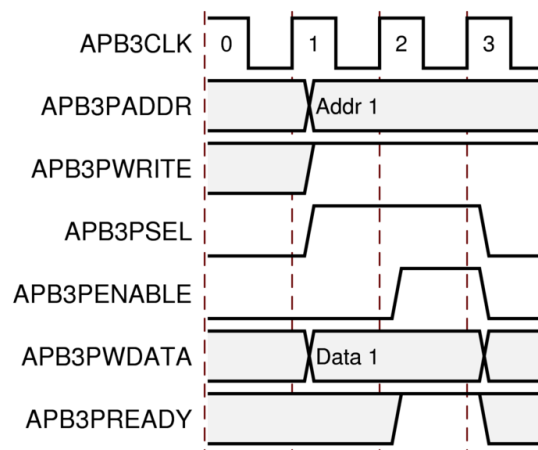 APB3CLK 0 1 2 3
APB3PADDR Addr 1
APB3PWRITE
APB3PSEL
APB3PENABLE
APB3PWDATA Data 1
APB3PREADY